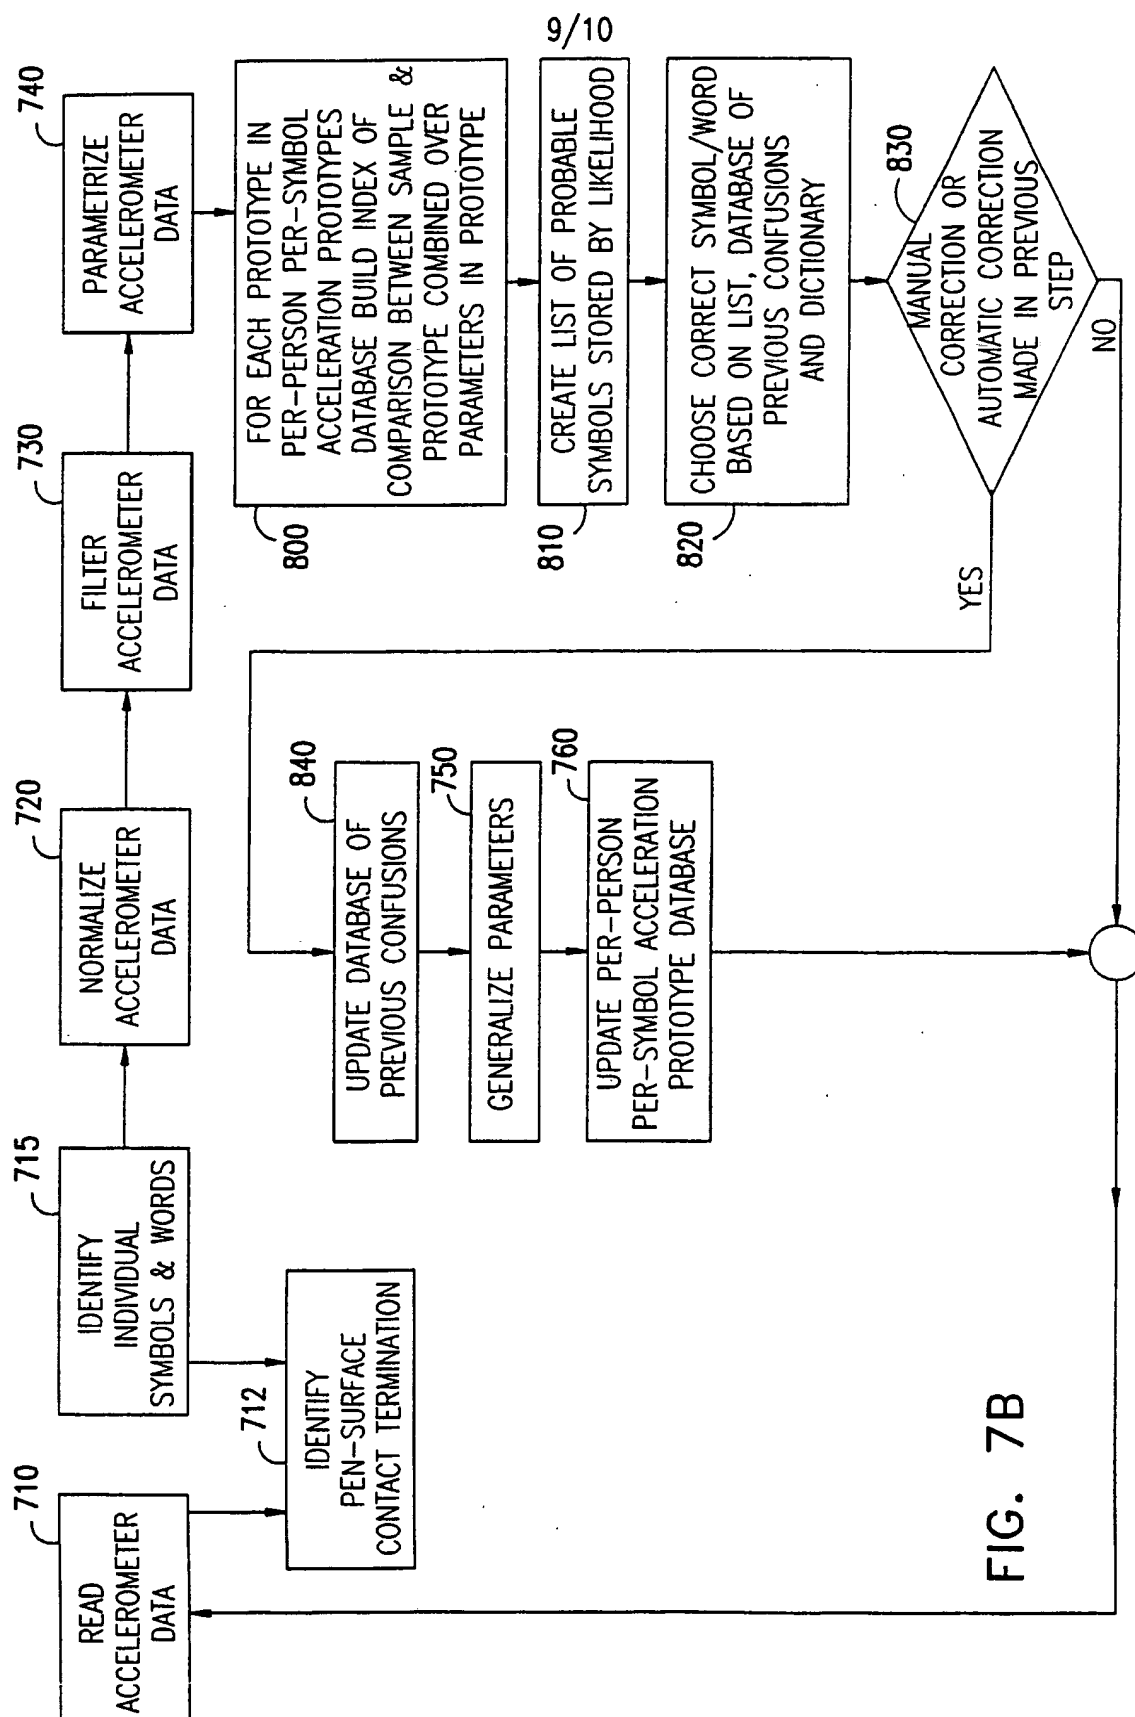 9/10
710
READ
ACCELEROMETER
DATA
712
IDENTIFY
PEN-SURFACE
CONTACT TERMINATION
715
IDENTIFY
INDIVIDUAL
SYMBOLS & WORDS
720
NORMALIZE
ACCELEROMETER
DATA
730
FILTER
ACCELEROMETER
DATA
740
PARAMETRIZE
ACCELEROMETER
DATA
800
FOR EACH PROTOTYPE IN
PER-PERSON PER-SYMBOL
ACCELERATION PROTOTYPES
DATABASE BUILD INDEX OF
COMPARISON BETWEEN SAMPLE &
PROTOTYPE COMBINED OVER
PARAMETERS IN PROTOTYPE
810
CREATE LIST OF PROBABLE
SYMBOLS STORED BY LIKELIHOOD
820
CHOOSE CORRECT SYMBOL/WORD
BASED ON LIST, DATABASE OF
PREVIOUS CONFUSIONS
AND DICTIONARY
830
MANUAL
CORRECTION OR
AUTOMATIC CORRECTION
MADE IN PREVIOUS
STEP
YES
NO
840
UPDATE DATABASE OF
PREVIOUS CONFUSIONS
750
GENERALIZE PARAMETERS
760
UPDATE PER-PERSON
PER-SYMBOL ACCELERATION
PROTOTYPE DATABASE
FIG. 7B